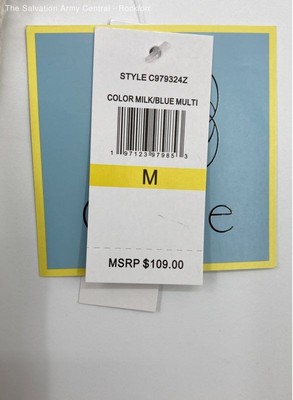 The Salvation Army Central - Rockford
STYLE C979324Z
COLOR MILK/BLUE MULTI
1 97123 97985 3
M
e
MSRP $109.00